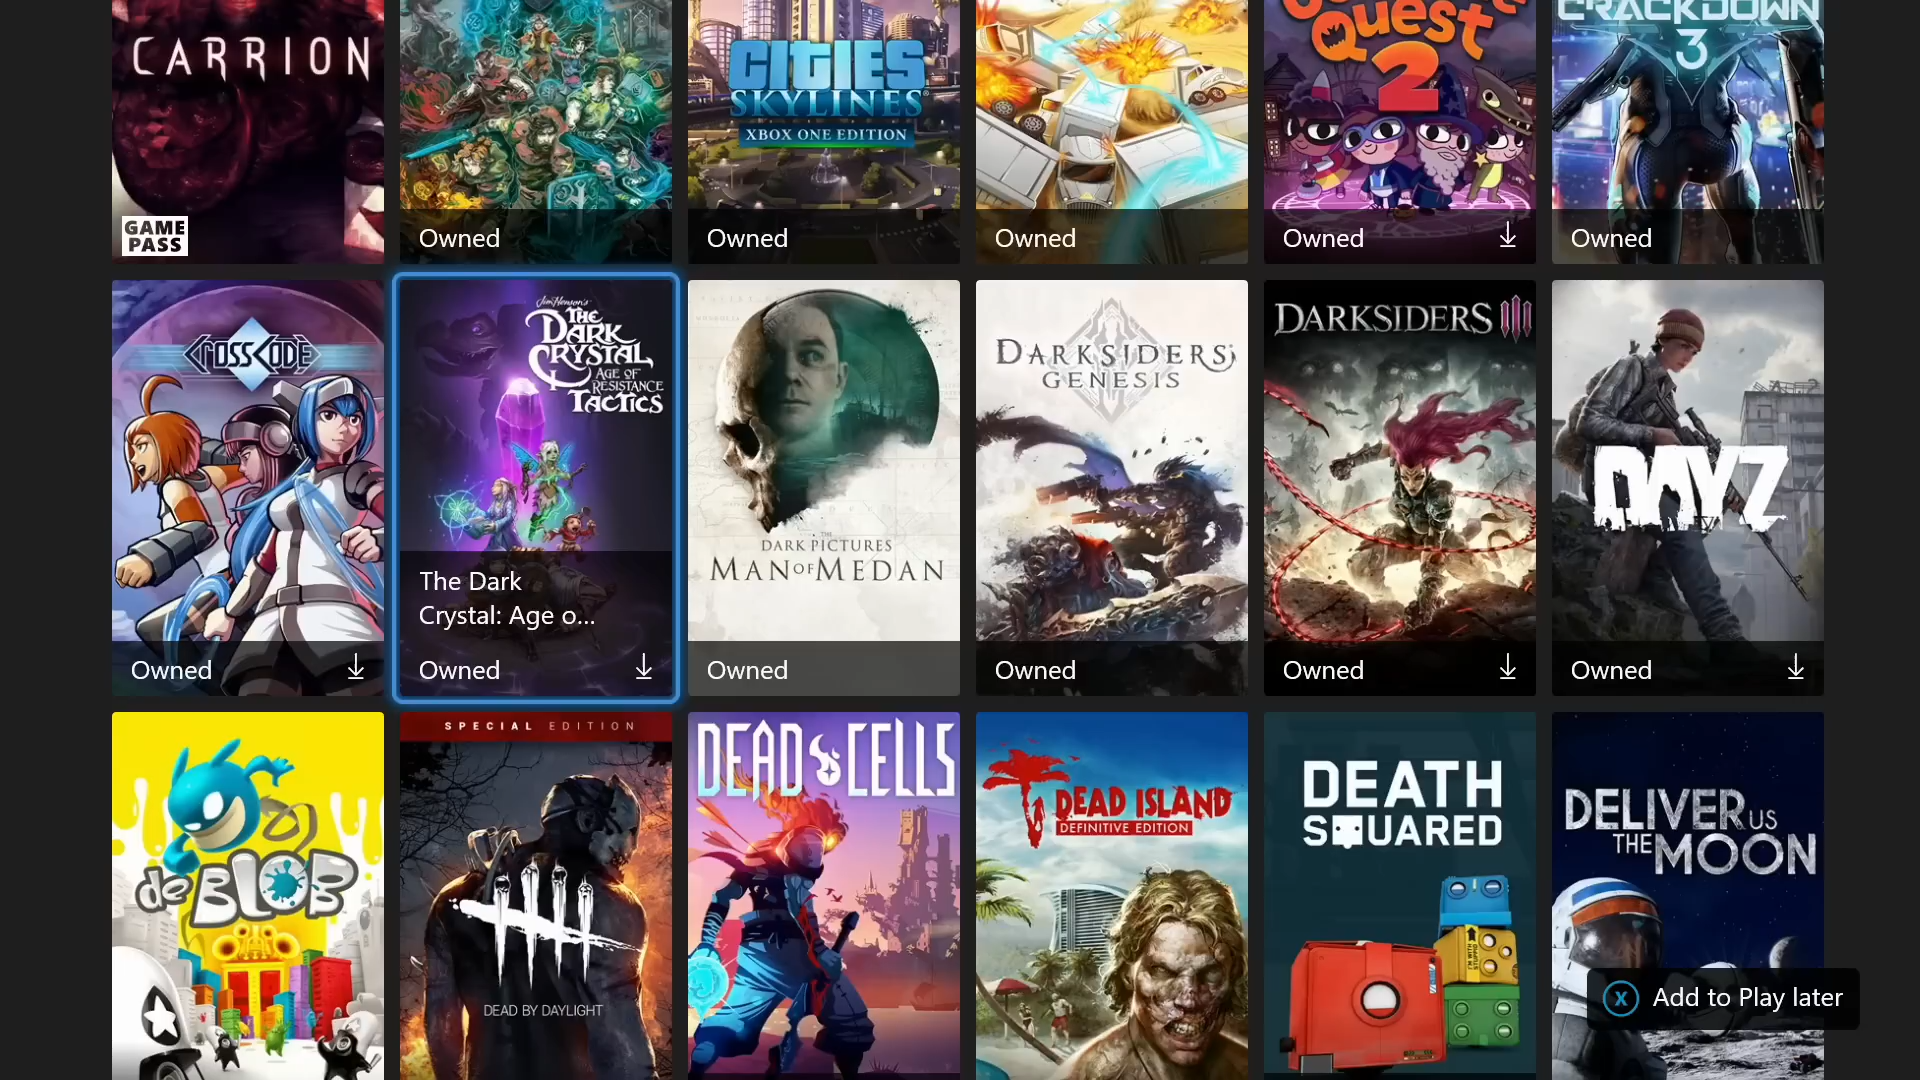 CARRION
GAME
PASS
Owned
CITIES
SKYLINES
XBOX ONE EDITION
Owned
Owned
Quest
2
Owned
CRACKDOWN
3
Owned
CROSSCODE
Owned
Jim Henson's
THE
DARK
CRYSTAL
AGE OF
RESISTANCE
TACTICS
The Dark
Crystal: Age o...
Owned
THE
DARK PICTURES
MAN OF MEDAN
Owned
DARKSIDERS
GENESIS
Owned
DARKSIDERS III
Owned
DAYZ
Owned
de BLOB
SPECIAL EDITION
DEAD BY DAYLIGHT
DEAD CELLS
DEAD ISLAND
DEFINITIVE EDITION
DEATH
SQUARED
I'M WITH
STUPID
DELIVER US
THE MOON
X Add to Play later